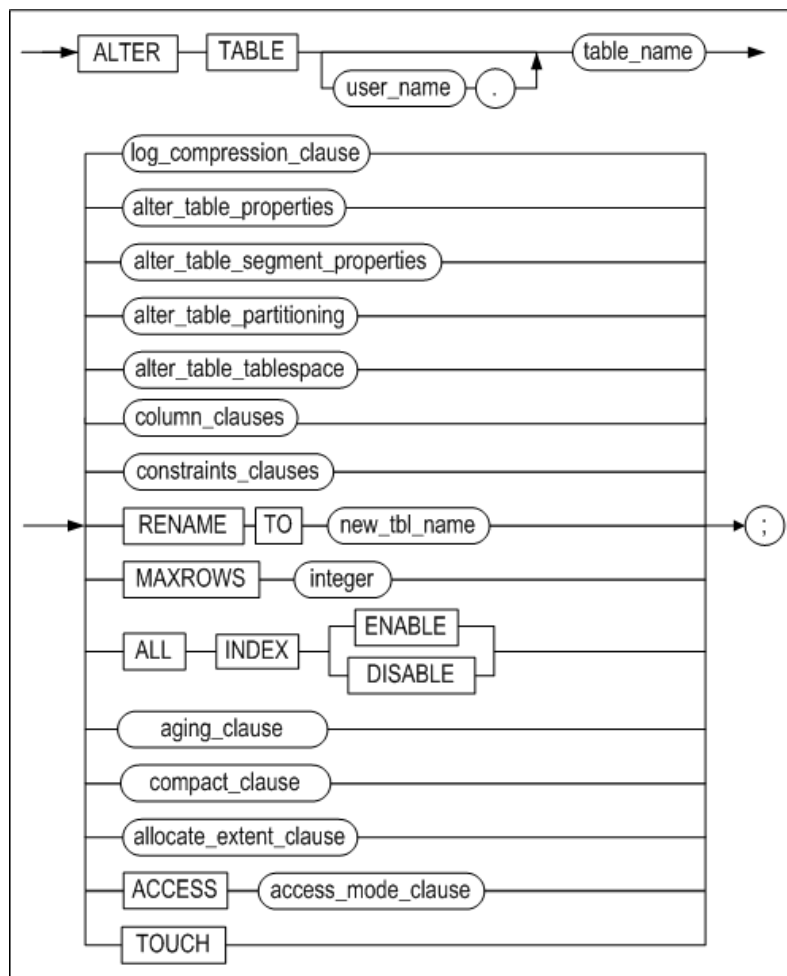 ALTER TABLE user_name . table_name
log_compression_clause
alter_table_properties
alter_table_segment_properties
alter_table_partitioning
alter_table_tablespace
column_clauses
constraints_clauses
RENAME TO new_tbl_name ;
MAXROWS integer
ALL INDEX ENABLE
DISABLE
aging_clause
compact_clause
allocate_extent_clause
ACCESS access_mode_clause
TOUCH